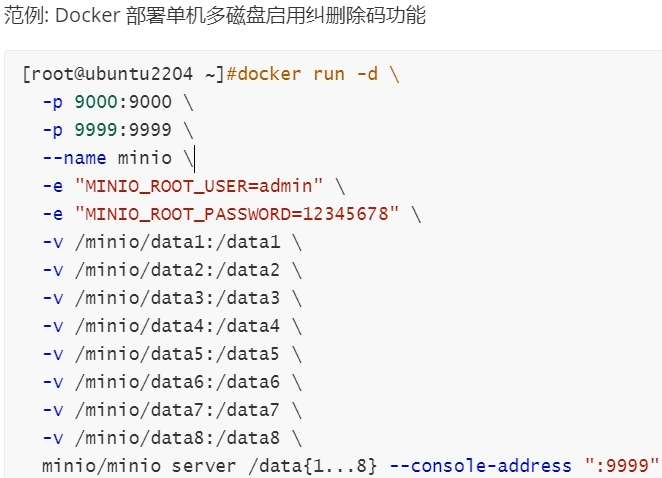 范例: Docker 部署单机多磁盘启用纠删除码功能
[root@ubuntu2204 ~]#docker run -d \
-p 9000:9000 \
-p 9999:9999 \
--name minio \
-e "MINIO_ROOT_USER=admin" \
-e "MINIO_ROOT_PASSWORD=12345678" \
-v /minio/data1:/data1 \
-v /minio/data2:/data2 \
-v /minio/data3:/data3 \
-v /minio/data4:/data4 \
-v /minio/data5:/data5 \
-v /minio/data6:/data6 \
-v /minio/data7:/data7 \
-v /minio/data8:/data8 \
minio/minio server /data{1...8} --console-address ":9999"